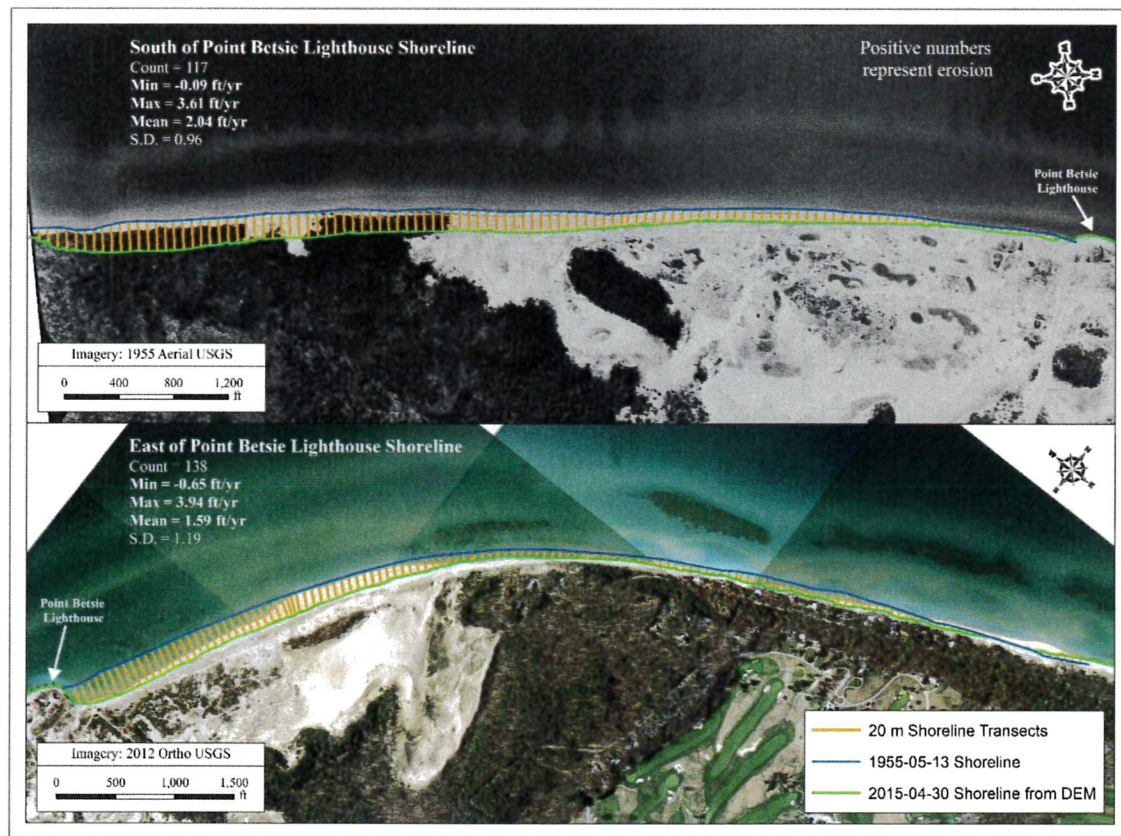 South of Point Betsie Lighthouse Shoreline
Count = 117
Min = -0.09 ft/yr
Max = 3.61 ft/yr
Mean = 2.04 ft/yr
S.D. = 0.96
Positive numbers
represent erosion
Point Betsie
Lighthouse
Imagery: 1955 Aerial USGS
0 400 800 1,200
ft
East of Point Betsie Lighthouse Shoreline
Count = 138
Min = -0.65 ft/yr
Max = 3.94 ft/yr
Mean = 1.59 ft/yr
S.D. = 1.19
Point Betsie
Lighthouse
Imagery: 2012 Ortho USGS
0 500 1,000 1,500
ft
20 m Shoreline Transects
1955-05-13 Shoreline
2015-04-30 Shoreline from DEM